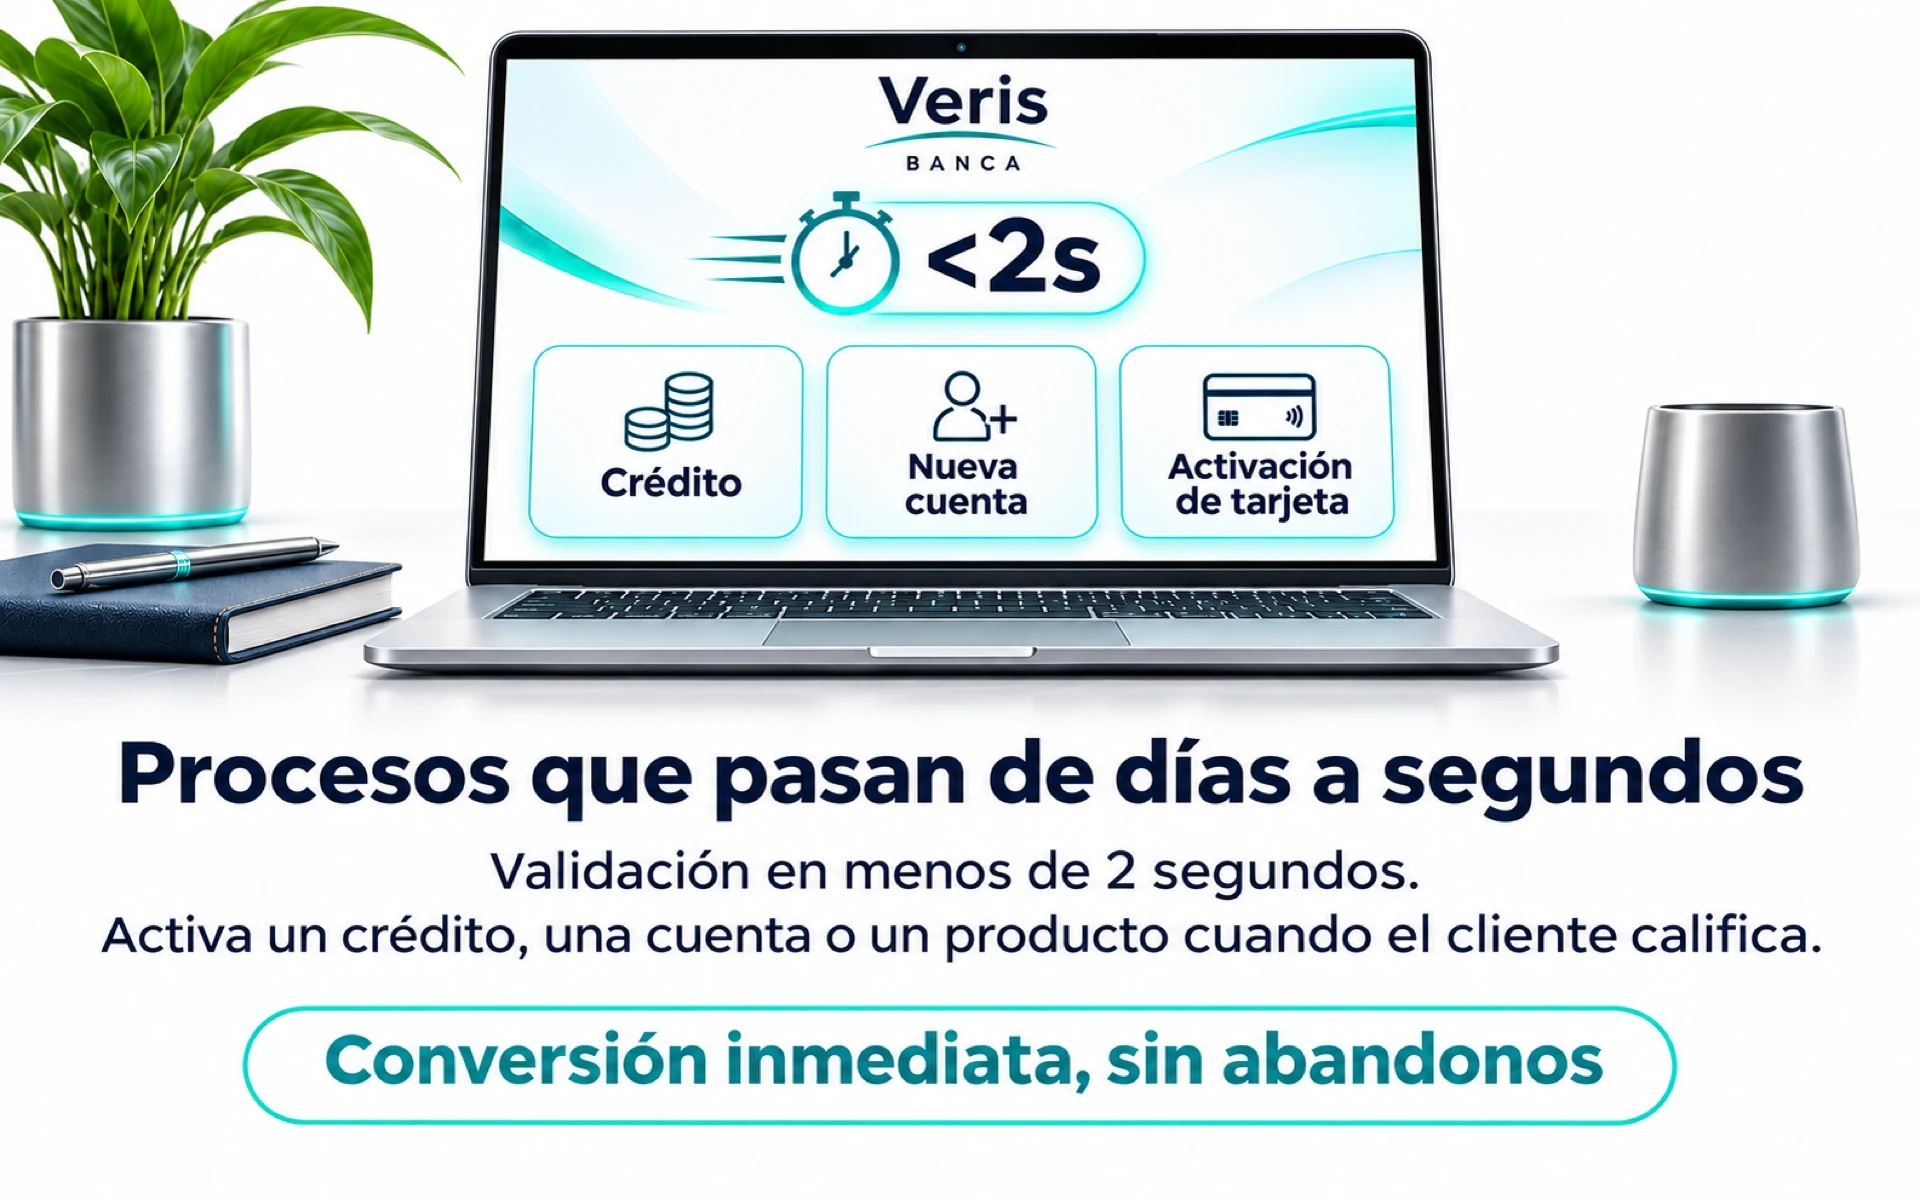 Veris
BANCA
<2s
Crédito
Nueva
cuenta
Activación
de tarjeta
Procesos que pasan de días a segundos
Validación en menos de 2 segundos.
Activa un crédito, una cuenta o un producto cuando el cliente califica.
Conversión inmediata, sin abandonos